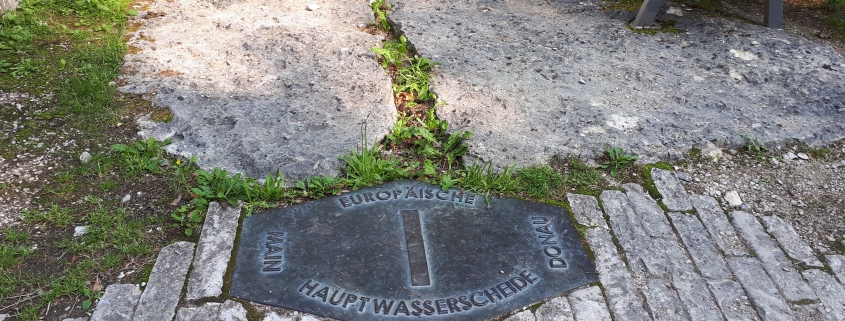 EUROPÄISCHE
MAIN
DONAU
HAUPTWASSERSCHEIDE